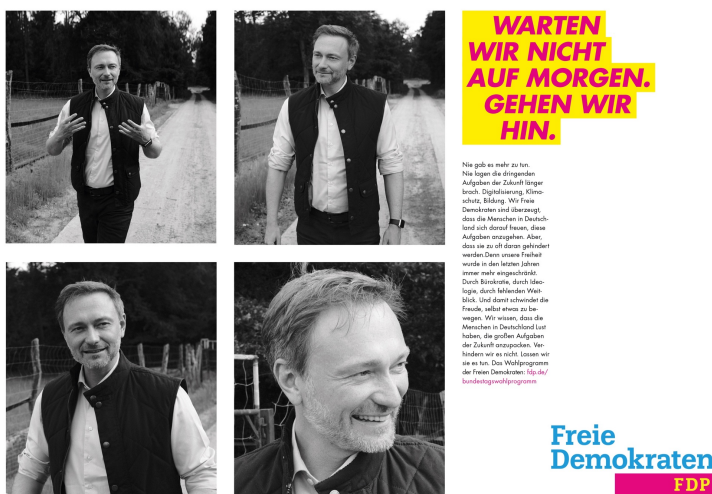 WARTEN
WIR NICHT
AUF MORGEN.
GEHEN WIR
HIN.
Nie gab es mehr zu tun.
Nie lagen die dringenden
Aufgaben der Zukunft länger
brach. Digitalisierung, Klima-
schutz, Bildung. Wir Freie
Demokraten sind überzeugt,
dass die Menschen in Deutsch-
land sich darauf freuen, diese
Aufgaben anzugehen. Aber,
dass sie zu oft daran gehindert
werden.Denn unsere Freiheit
wurde in den letzten Jahren
immer mehr eingeschränkt.
Durch Bürokratie, durch Ideo-
logie, durch fehlenden Weit-
blick. Und damit schwindet die
Freude, selbst etwas zu be-
wegen. Wir wissen, dass die
Menschen in Deutschland Lust
haben, die großen Aufgaben
der Zukunft anzupacken. Ver-
hindern wir es nicht. Lassen wir
sie es tun. Das Wahlprogramm
der Freien Demokraten: fdp.de/
bundestagswahlprogramm
Freie
Demokraten
FDP